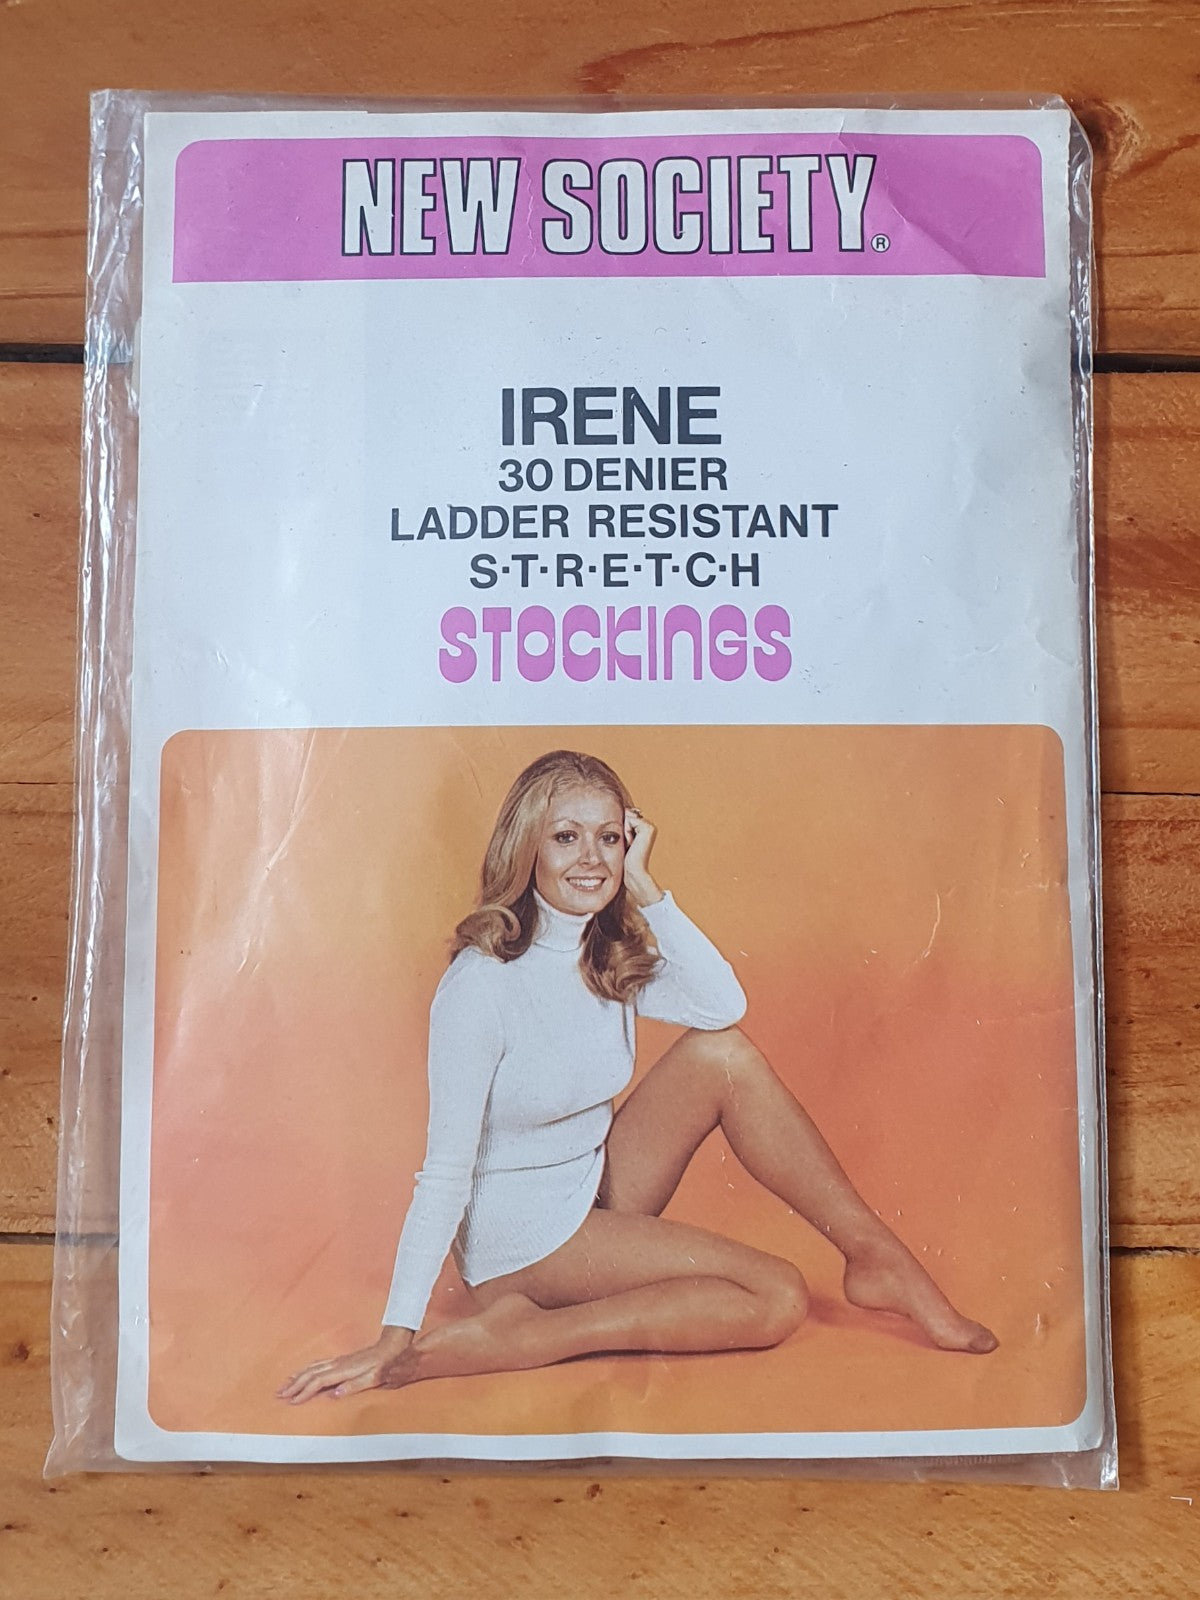 NEW SOCIETY®
IRENE
30 DENIER
LADDER RESISTANT
S·T·R·E·T·C·H
STOCKINGS